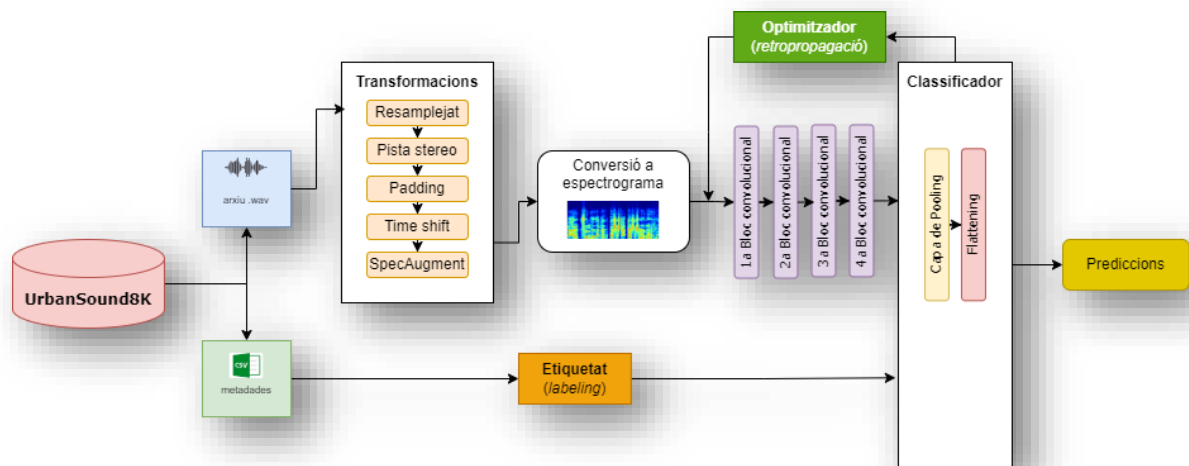 Optimitzador
(retropropagació)
Transformacions
Resamplejat
Pista stereo
Padding
Time shift
SpecAugment
arxiu .wav
Conversió a
espectrograma
1a Bloc convolucional
2a Bloc convolucional
3a Bloc convolucional
4a Bloc convolucional
Classificador
Capa de Pooling
Flattening
Prediccions
UrbanSound8K
CSV
metadades
Etiquetat
(labeling)